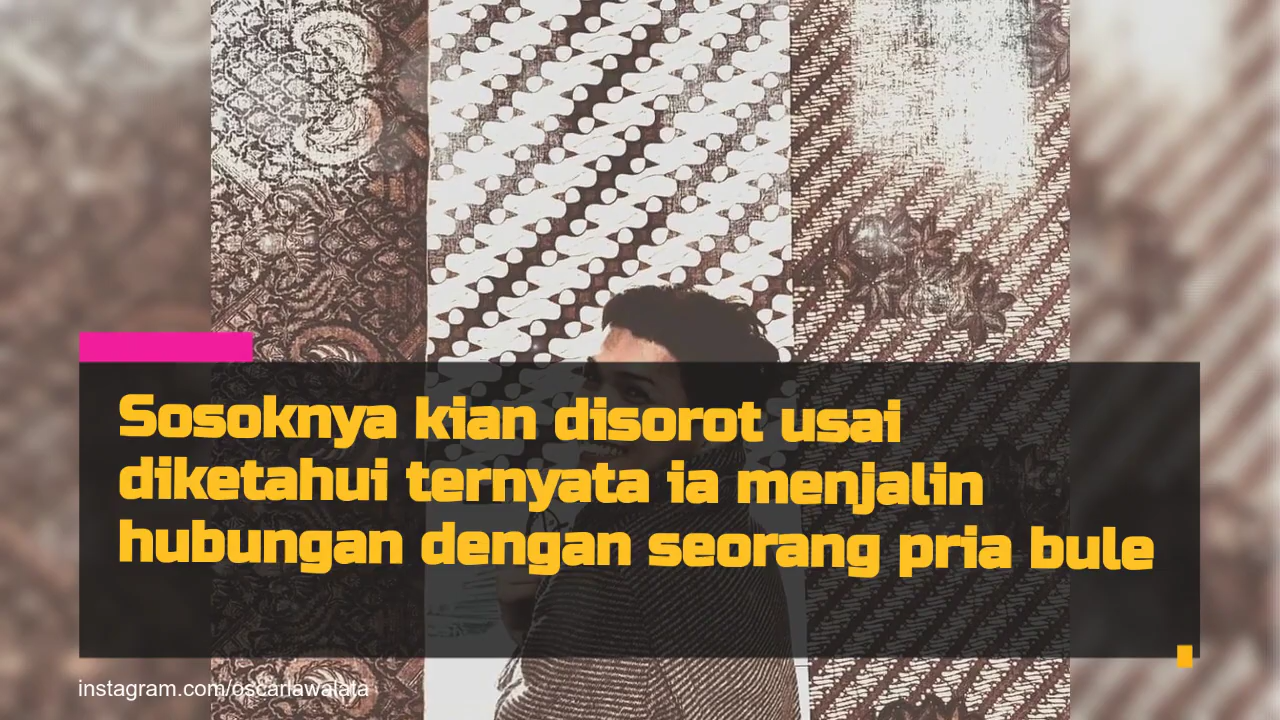 Sosoknya kian disorot usai
diketahui ternyata ia menjalin
hubungan dengan seorang pria bule
instagram.com/oscarlawalata